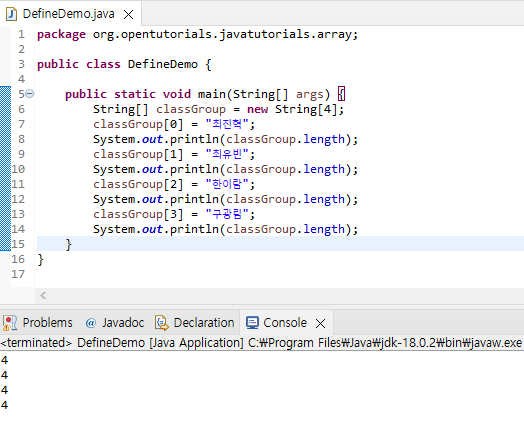 DefineDemo.java
1 package org.opentutorials.javatutorials.array;
2
3 public class DefineDemo {
4
5 public static void main(String[] args) {
6 String[] classGroup = new String[4];
7 classGroup[0] = "최진혁";
8 System.out.println(classGroup.length);
9 classGroup[1] = "최유빈";
10 System.out.println(classGroup.length);
11 classGroup[2] = "한이람";
12 System.out.println(classGroup.length);
13 classGroup[3] = "구광림";
14 System.out.println(classGroup.length);
15 }
16 }
17
Problems @ Javadoc Declaration Console
<terminated> DefineDemo [Java Application] C:₩Program Files₩Java₩jdk-18.0.2₩bin₩javaw.exe
4
4
4
4